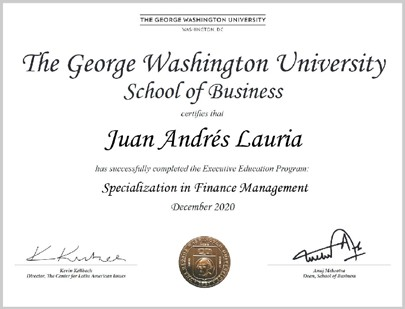 THE GEORGE WASHINGTON UNIVERSITY
WASHINGTON, DC
The George Washington University
School of Business
certifies that
Juan Andrés Lauria
has successfully completed the Executive Education Program:
Specialization in Finance Management
December 2020
Director, The Center for Latin American Issues
Anuj Mehrotra
Dean, School of Business